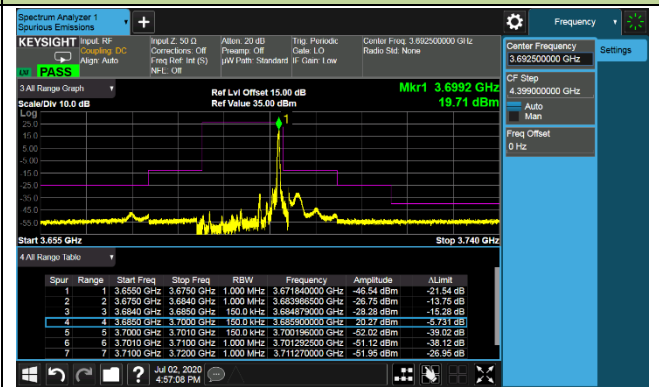 Spectrum Analyzer 1
Spurious Emissions
Frequency
KEYSIGHT Input: RF
Coupling: DC
Align: Auto
Input Z: 50 Ω
Corrections: Off
Freq Ref: Int (S)
NFE: Off
Atten: 20 dB
Preamp: Off
µW Path: Standard
Trig: Periodic
Gate: LO
IF Gain: Low
Center Freq: 3.692500000 GHz
Radio Std: None
LXI PASS
Center Frequency
3.692500000 GHz
Settings
CF Step
4.399000000 GHz
Auto
Man
Freq Offset
0 Hz
3 All Range Graph
Scale/Div 10.0 dB
Ref Lvl Offset 15.00 dB
Ref Value 35.00 dBm
Mkr1 3.6992 GHz
19.71 dBm
Log
25.0
15.0
5.00
-5.00
-15.0
-25.0
-35.0
-45.0
-55.0
1
Start 3.655 GHz
Stop 3.740 GHz
4 All Range Table
Spur Range Start Freq Stop Freq RBW Frequency Amplitude ΔLimit
1 1 3.6550 GHz 3.6750 GHz 1.000 MHz 3.671840000 GHz -46.54 dBm -21.54 dB
2 2 3.6750 GHz 3.6840 GHz 1.000 MHz 3.683986500 GHz -26.75 dBm -13.75 dB
3 3 3.6840 GHz 3.6850 GHz 150.0 kHz 3.684879000 GHz -28.28 dBm -15.28 dB
4 4 3.6850 GHz 3.7000 GHz 150.0 kHz 3.685900000 GHz 20.27 dBm -5.731 dB
5 5 3.7000 GHz 3.7010 GHz 150.0 kHz 3.700196000 GHz -52.02 dBm -39.02 dB
6 6 3.7010 GHz 3.7100 GHz 1.000 MHz 3.701292500 GHz -51.12 dBm -38.12 dB
7 7 3.7100 GHz 3.7200 GHz 1.000 MHz 3.711270000 GHz -51.95 dBm -26.95 dB
Jul 02, 2020
4:57:08 PM